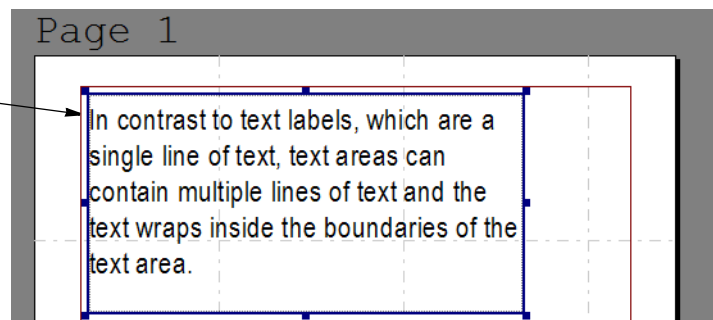 Page 1
In contrast to text labels, which are a
single line of text, text areas can
contain multiple lines of text and the
text wraps inside the boundaries of the
text area.